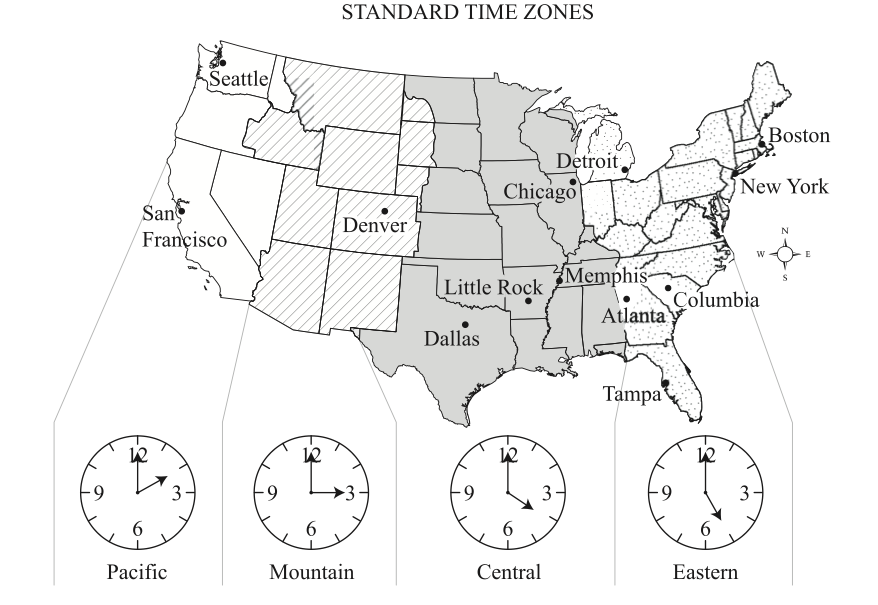 STANDARD TIME ZONES
Seattle
Boston
Detroit
Chicago
New York
San
Francisco
Denver
N
W E
S
Memphis
Little Rock
Columbia
Atlanta
Dallas
Tampa
12
9 3
6
12
9 3
6
12
9 3
6
12
9 3
6
Pacific Mountain Central Eastern